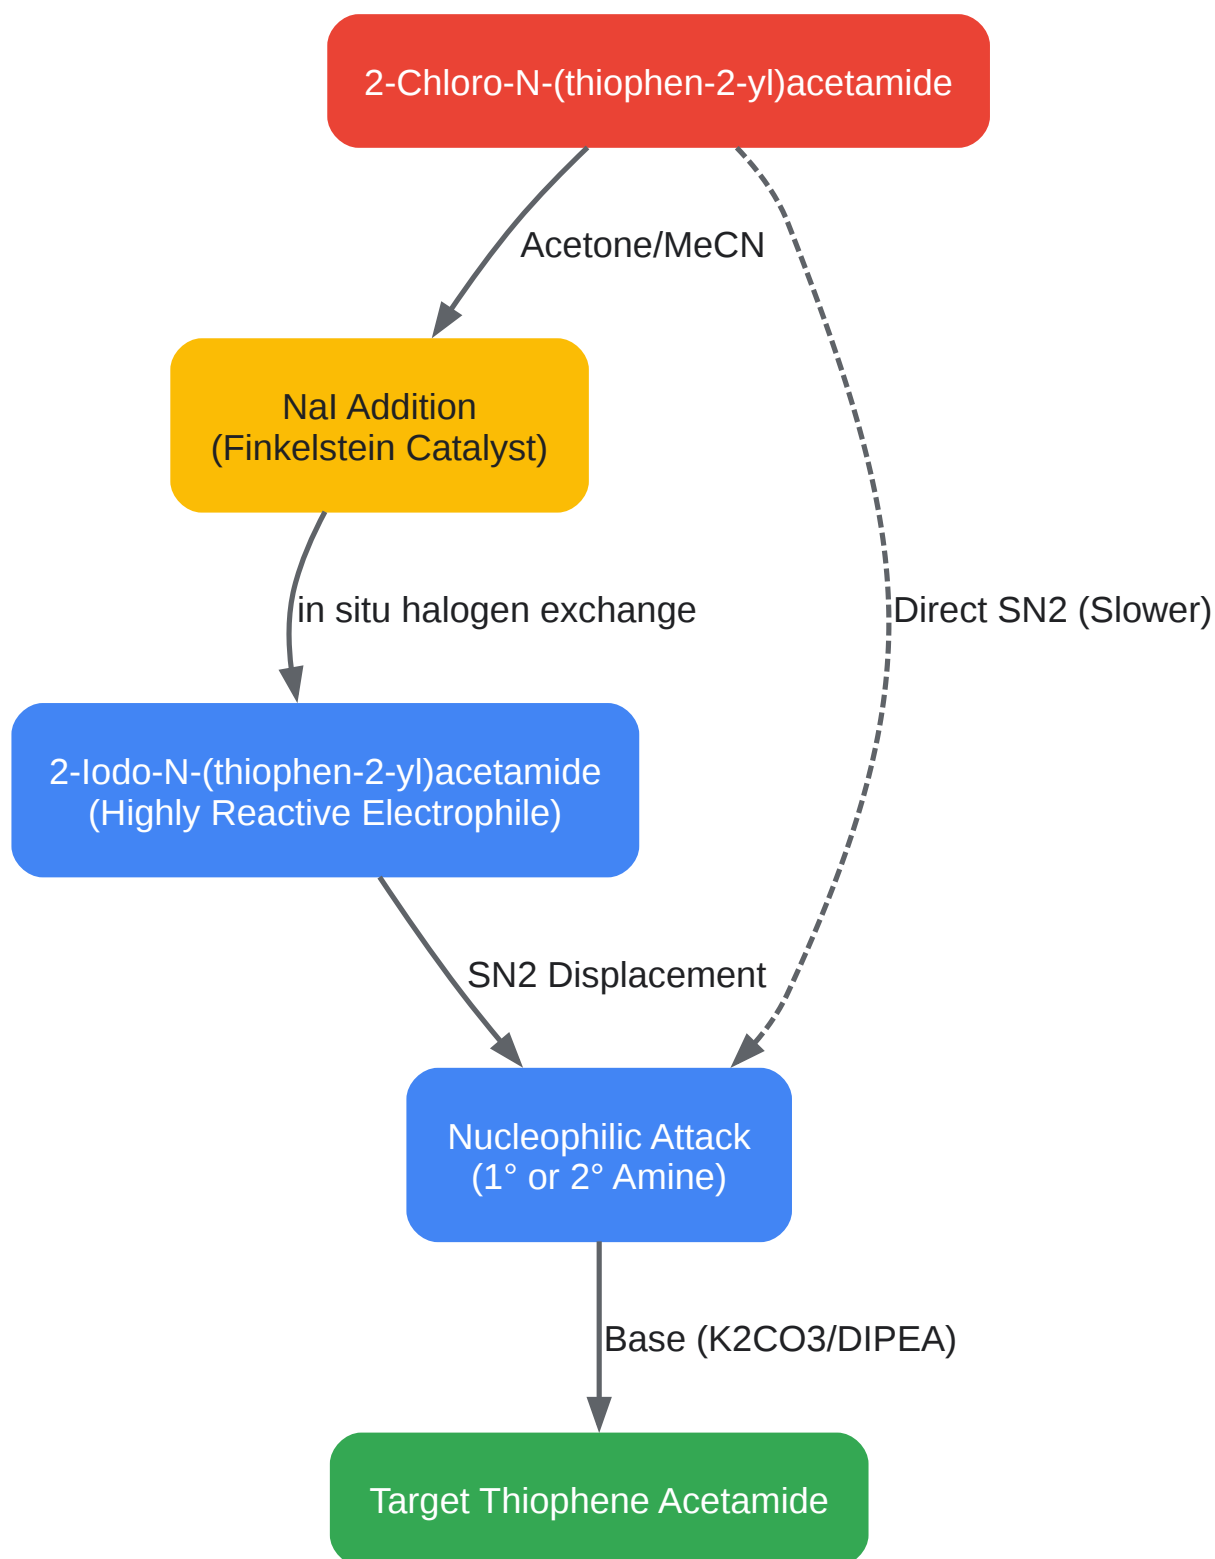 2-Chloro-N-(thiophen-2-yl)acetamide
Acetone/MeCN
NaI Addition
(Finkelstein Catalyst)
in situ halogen exchange
Direct SN2 (Slower)
2-Iodo-N-(thiophen-2-yl)acetamide
(Highly Reactive Electrophile)
SN2 Displacement
Nucleophilic Attack
(1° or 2° Amine)
Base (K2CO3/DIPEA)
Target Thiophene Acetamide